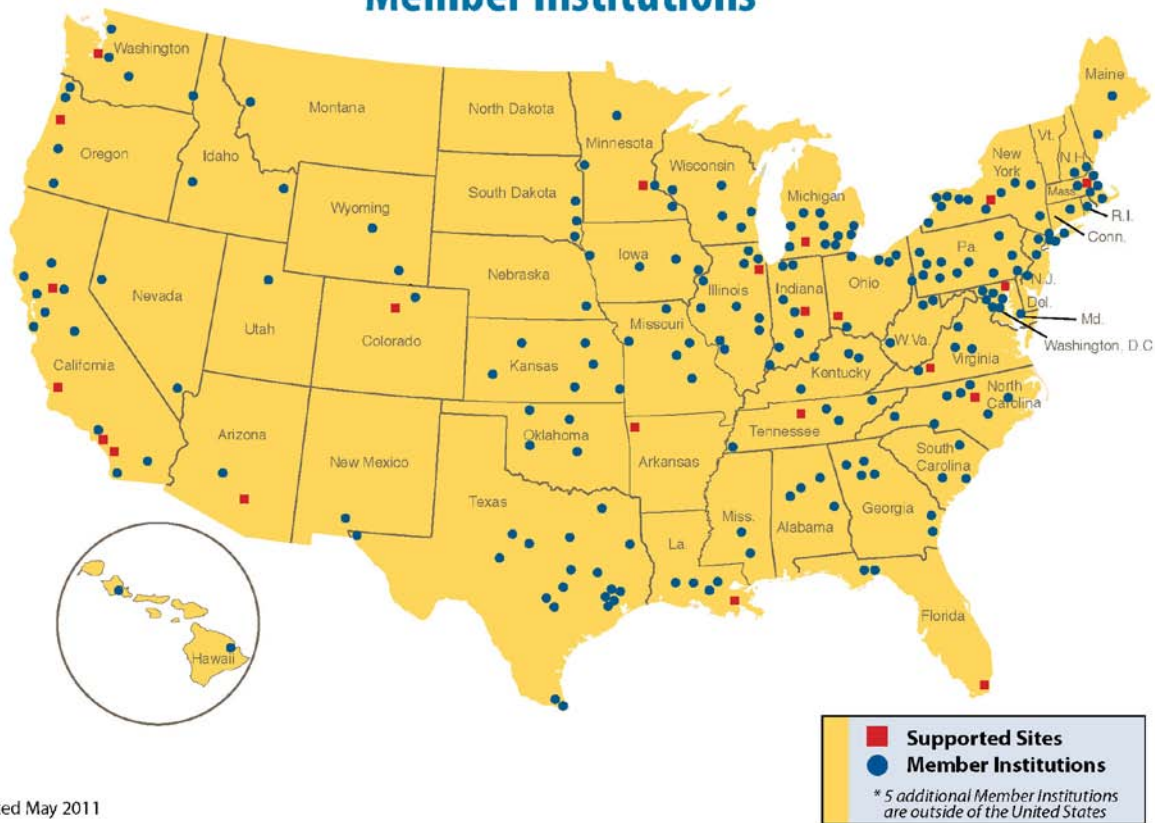 Member Institutions
Washington
Montana
North Dakota
Minnesota
Maine
Vt.
N.H.
Oregon
Idaho
Wisconsin
New
York
Michigan
South Dakota
Mass.
Wyoming
R.I.
Conn.
Iowa
Pa.
Nebraska
Nevada
Illinois
Indiana
Ohio
N.J.
Utah
Colorado
Missouri
Del.
Md.
W.Va.
Washington, D.C
California
Kansas
Kentucky
Virginia
North
Carolina
Arizona
Oklahoma
Tennessee
New Mexico
Arkansas
South
Carolina
Texas
Miss.
Alabama
Georgia
La.
Florida
Hawaii
Supported Sites
Member Institutions
* 5 additional Member Institutions
are outside of the United States
May 2011